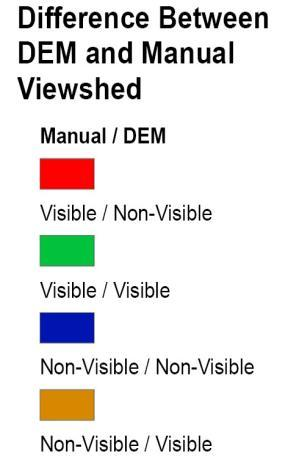 Difference Between
DEM and Manual
Viewshed
Manual / DEM
Visible / Non-Visible
Visible / Visible
Non-Visible / Non-Visible
Non-Visible / Visible